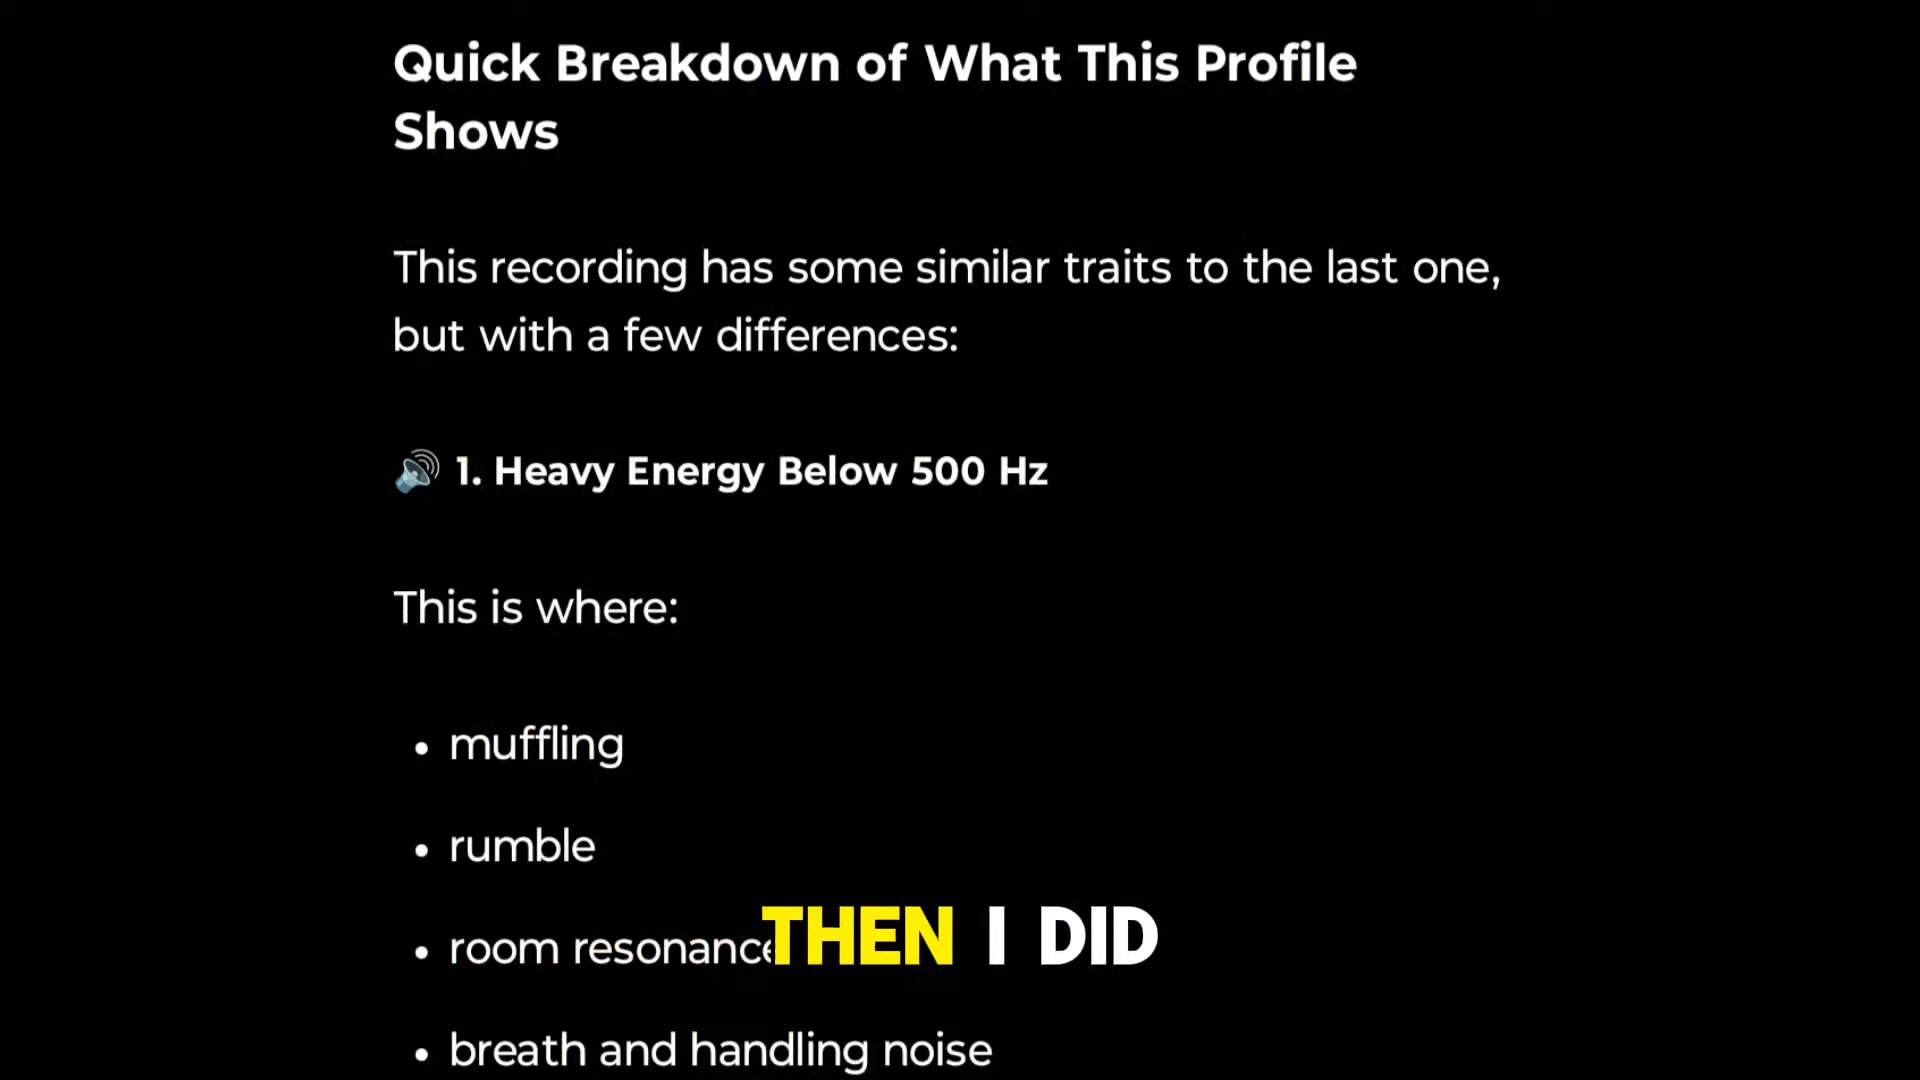 Quick Breakdown of What This Profile
Shows
This recording has some similar traits to the last one,
but with a few differences:
🔊 1. Heavy Energy Below 500 Hz
This is where:
• muffling
• rumble
• room resonance
THEN I DID
• breath and handling noise